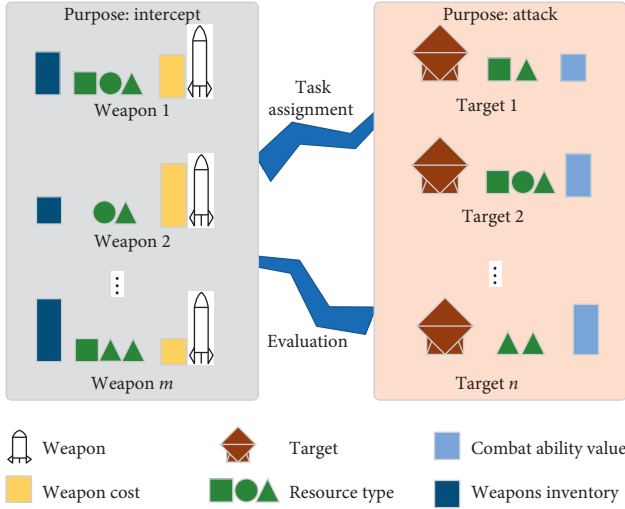 Purpose: intercept
Purpose: attack
Weapon 1
Task
assignment
Target 1
Weapon 2
Target 2
Evaluation
Weapon m
Target n
Weapon
Target
Combat ability value
Weapon cost
Resource type
Weapons inventory